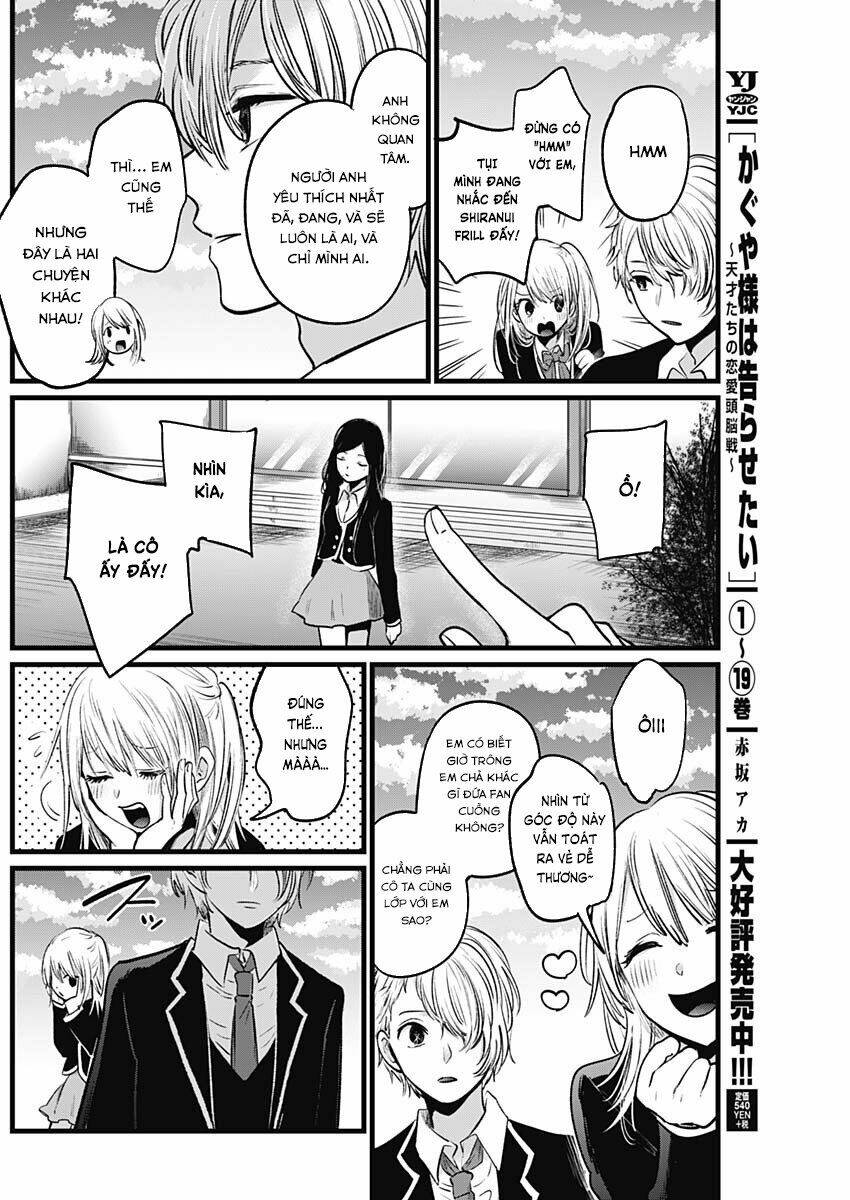 HMM
ĐỪNG CÓ
"HMM"
VỚI EM,
TỤI
MÌNH ĐANG
NHẮC ĐẾN
SHIRANUI
FRILL ĐẤY!
ANH
KHÔNG
QUAN
TÂM.
NGƯỜI ANH
YÊU THÍCH NHẤT
ĐÃ, ĐANG, VÀ SẼ
LUÔN LÀ AI, VÀ
CHỈ MÌNH AI.
THÌ... EM
CŨNG
THẾ
NHƯNG
ĐÂY LÀ HAI
CHUYỆN
KHÁC
NHAU!
Ồ!
NHÌN
KÌA,
LÀ CÔ
ẤY ĐẤY!
ÔIII
NHÌN TỪ
GÓC ĐỘ NÀY
VẪN TOÁT
RA VẺ DỄ
THƯƠNG~
EM CÓ BIẾT
GIỜ TRÔNG
EM CHẢ KHÁC
GÌ ĐỨA FAN
CUỒNG
KHÔNG?
CHẲNG PHẢI
CÔ TA CÙNG
LỚP VỚI EM
SAO?
ĐÚNG
THẾ...
NHƯNG
MÀÀÀ...
YJ
ヤンジャン
YJC
[かぐや様は告らせたい]
～天才たちの恋愛頭脳戦～
①～⑲巻
赤坂アカ
大好評発売中!!!
定価
540
YEN
+税